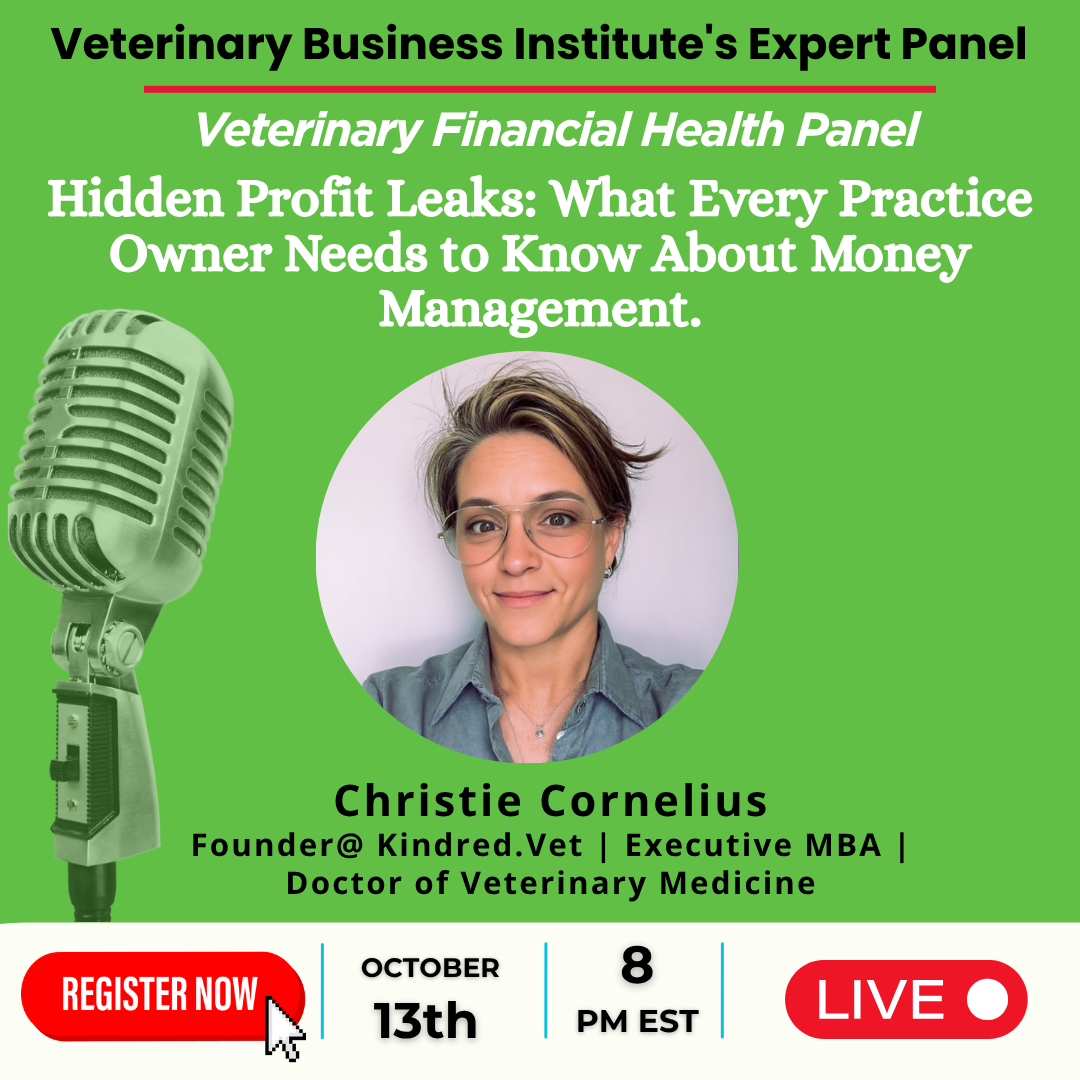 Veterinary Business Institute's Expert Panel
Veterinary Financial Health Panel
Hidden Profit Leaks: What Every Practice
Owner Needs to Know About Money
Management.
Christie Cornelius
Founder@ Kindred.Vet | Executive MBA |
Doctor of Veterinary Medicine
REGISTER NOW
OCTOBER
13th
8
PM EST
LIVE